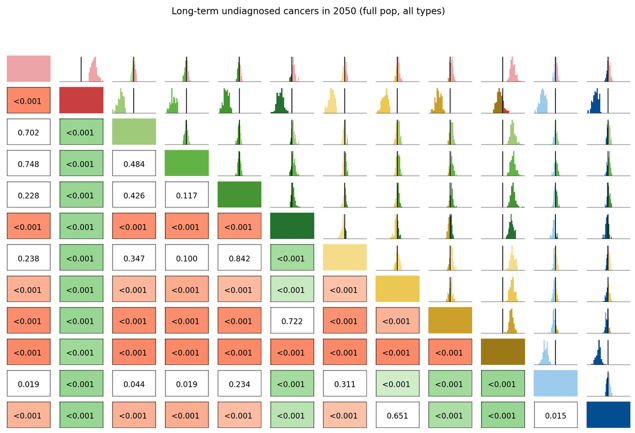 Long-term undiagnosed cancers in 2050 (full pop, all types)
<0.001
0.702 <0.001
0.748 <0.001 0.484
0.228 <0.001 0.426 0.117
<0.001 <0.001 <0.001 <0.001 <0.001
0.238 <0.001 0.347 0.100 0.842 <0.001
<0.001 <0.001 <0.001 <0.001 <0.001 <0.001 <0.001
<0.001 <0.001 <0.001 <0.001 <0.001 0.722 <0.001 <0.001
<0.001 <0.001 <0.001 <0.001 <0.001 <0.001 <0.001 <0.001 <0.001
0.019 <0.001 0.044 0.019 0.234 <0.001 0.311 <0.001 <0.001 <0.001
<0.001 <0.001 <0.001 <0.001 <0.001 <0.001 <0.001 0.651 <0.001 <0.001 0.015